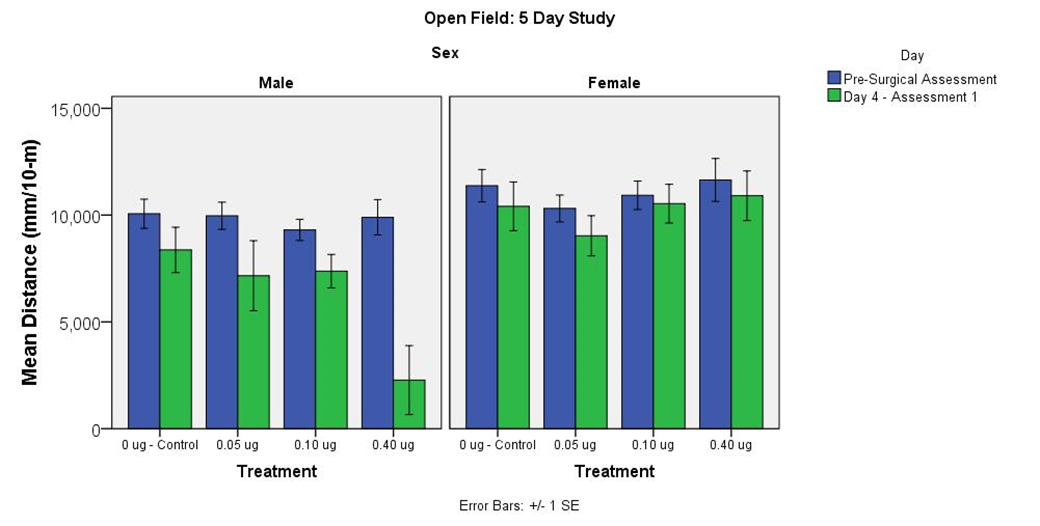 Open Field: 5 Day Study
Sex
Male
Female
Day
Pre-Surgical Assessment
Day 4 - Assessment 1
Mean Distance (mm/10-m)
15,000
10,000
5,000
0
0 ug - Control 0.05 ug 0.10 ug 0.40 ug
0 ug - Control 0.05 ug 0.10 ug 0.40 ug
Treatment
Treatment
Error Bars: +/- 1 SE